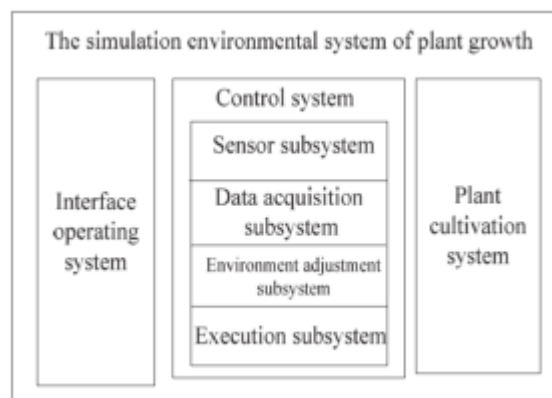 The simulation environmental system of plant growth
Interface
operating
system
Control system
Sensor subsystem
Data acquisition
subsystem
Environment adjustment
subsystem
Execution subsystem
Plant
cultivation
system